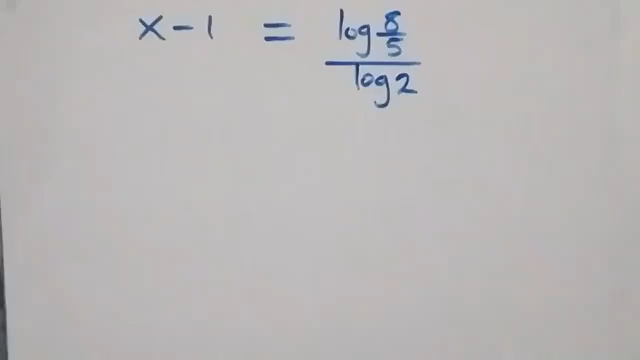 x - 1 = log 8/5 / log 2